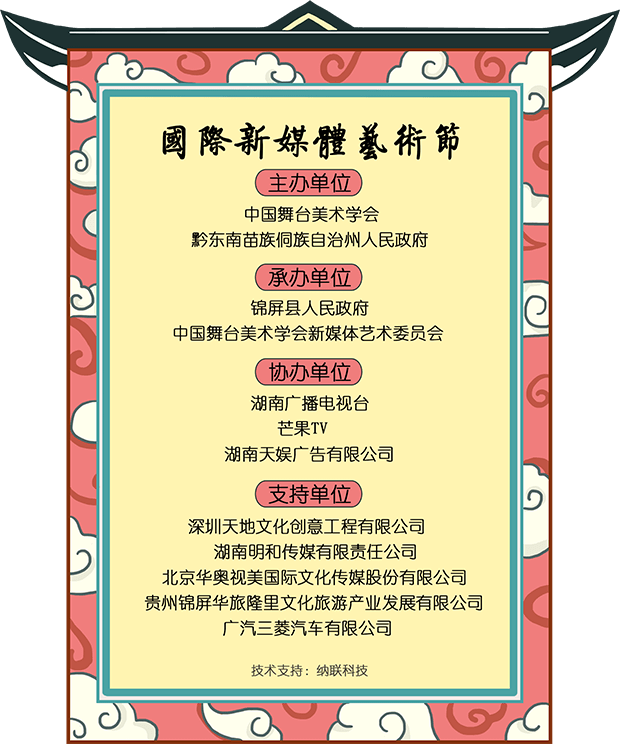 國際新媒體藝術節
主办单位
中国舞台美术学会
黔东南苗族侗族自治州人民政府
承办单位
锦屏县人民政府
中国舞台美术学会新媒体艺术委员会
协办单位
湖南广播电视台
芒果TV
湖南天娱广告有限公司
支持单位
深圳天地文化创意工程有限公司
湖南明和传媒有限责任公司
北京华奥视美国际文化传媒股份有限公司
贵州锦屏华旅隆里文化旅游产业发展有限公司
广汽三菱汽车有限公司
技术支持：纳联科技